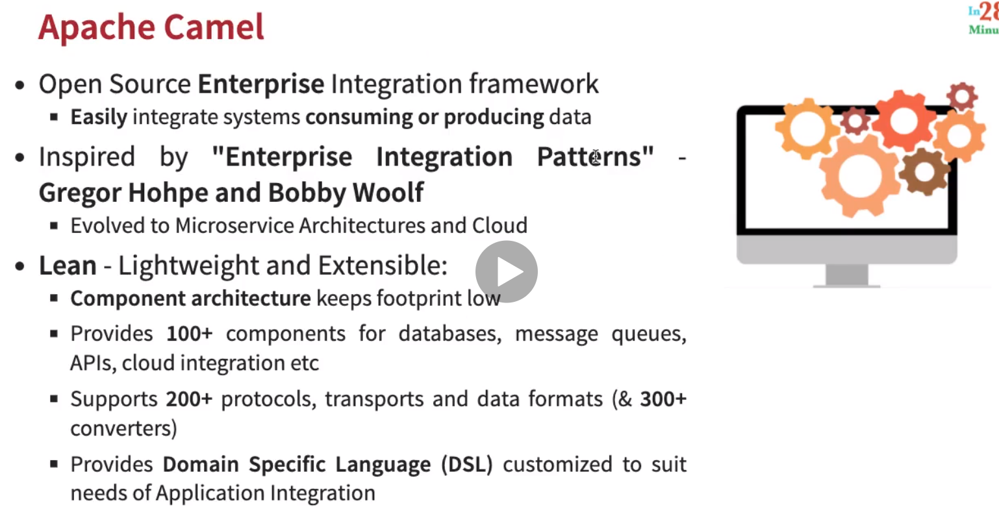 In28
Minu
Apache Camel
Open Source Enterprise Integration framework
Easily integrate systems consuming or producing data
Inspired by "Enterprise Integration Patterns" -
Gregor Hohpe and Bobby Woolf
Evolved to Microservice Architectures and Cloud
Lean - Lightweight and Extensible:
Component architecture keeps footprint low
Provides 100+ components for databases, message queues,
APIs, cloud integration etc
Supports 200+ protocols, transports and data formats (& 300+
converters)
Provides Domain Specific Language (DSL) customized to suit
needs of Application Integration